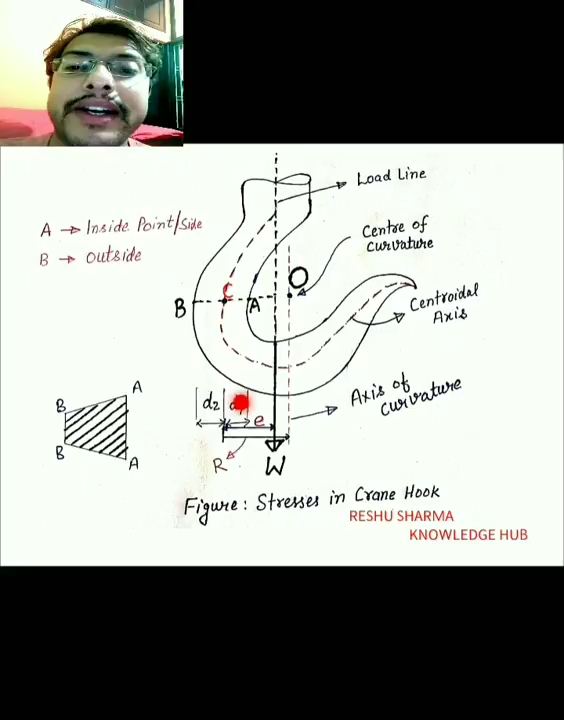 Load Line
A → Inside Point/Side
B → outside
Centre of
curvature
O
C
B
A
Centroidal
Axis
A
B
B
A
d2
e
Axis of
curvature
R
W
Figure: Stresses in Crane Hook
RESHU SHARMA
KNOWLEDGE HUB